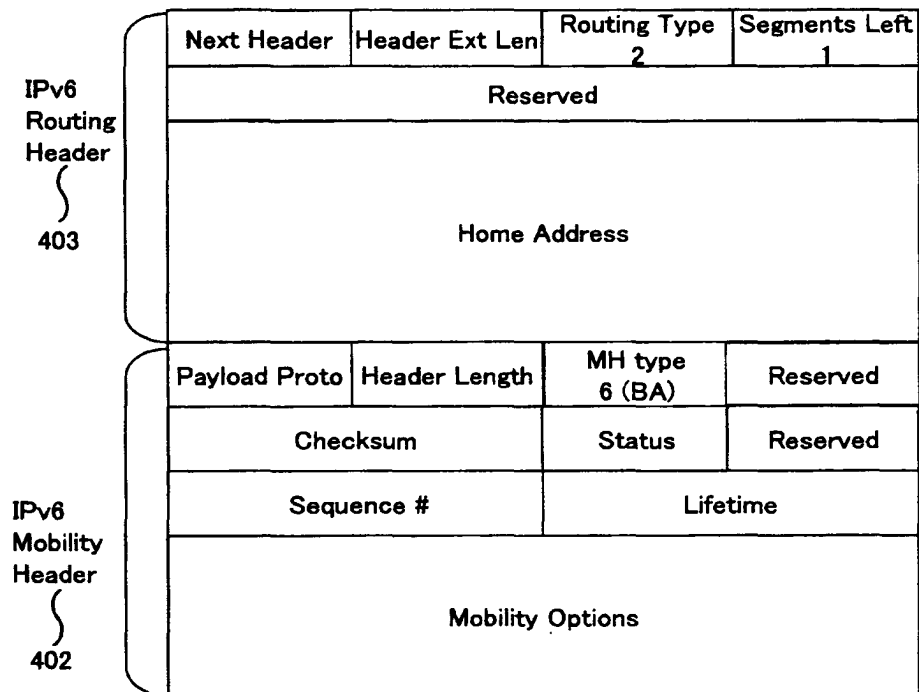 Next Header Header Ext Len Routing Type 2 Segments Left 1
IPv6 Routing Header 403
Reserved
Home Address
Payload Proto Header Length MH type 6 (BA) Reserved
Checksum Status Reserved
IPv6 Mobility Header 402
Sequence # Lifetime
Mobility Options